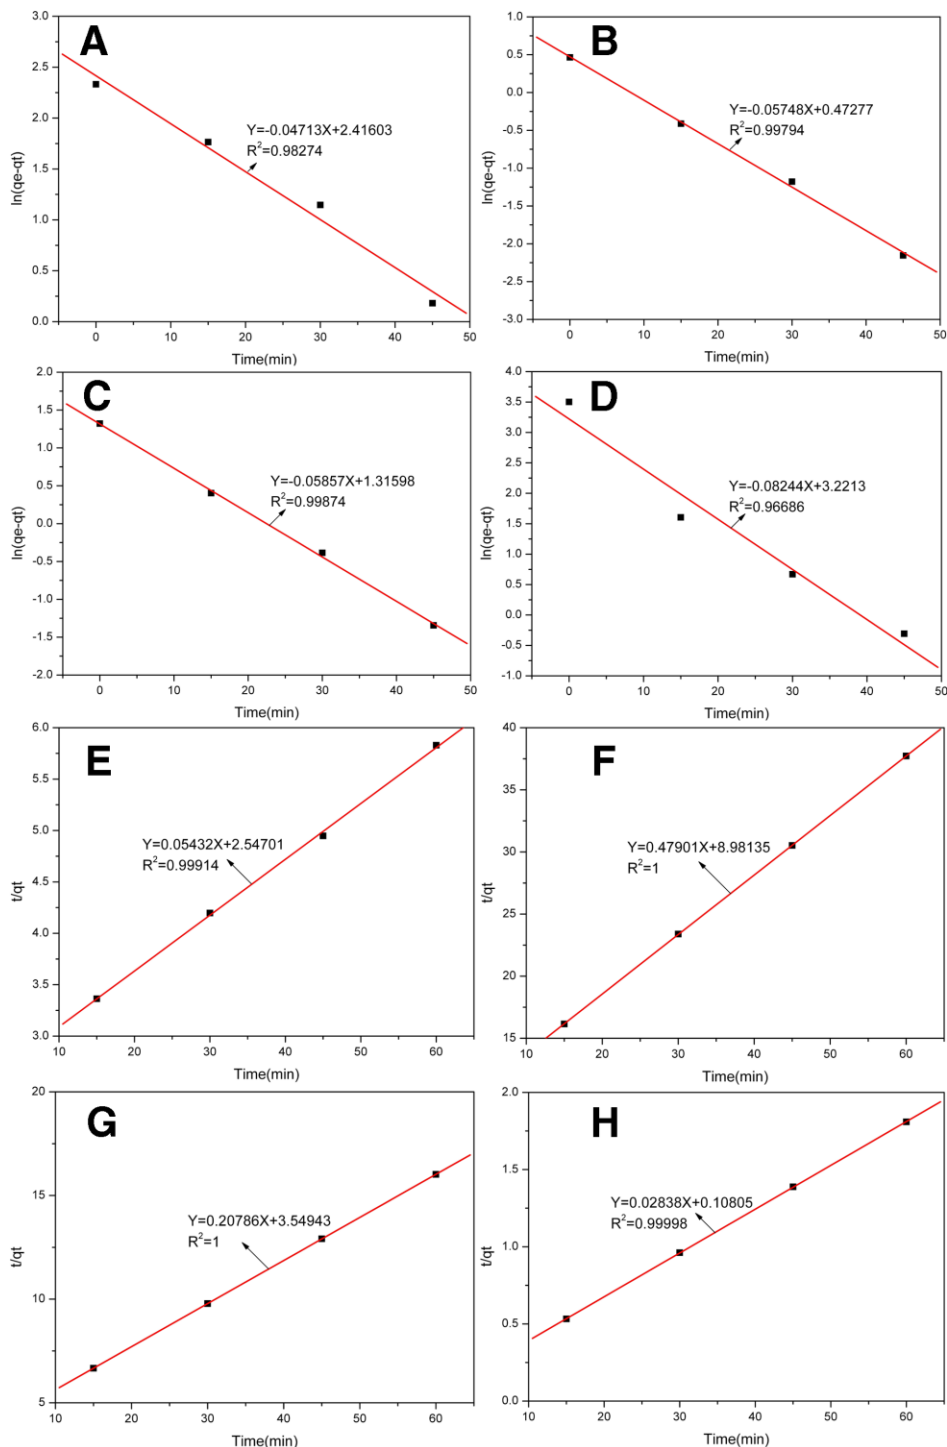 A
3.0
2.5
2.0
1.5
1.0
0.5
0.0
ln(qe-qt)
Y=-0.04713X+2.41603
R²=0.98274
0 10 20 30 40 50
Time(min)
B
1.0
0.5
0.0
-0.5
-1.0
-1.5
-2.0
-2.5
-3.0
ln(qe-qt)
Y=-0.05748X+0.47277
R²=0.99794
0 10 20 30 40 50
Time(min)
C
2.0
1.5
1.0
0.5
0.0
-0.5
-1.0
-1.5
-2.0
ln(qe-qt)
Y=-0.05857X+1.31598
R²=0.99874
0 10 20 30 40 50
Time(min)
D
4.0
3.5
3.0
2.5
2.0
1.5
1.0
0.5
0.0
-0.5
-1.0
ln(qe-qt)
Y=-0.08244X+3.2213
R²=0.96686
0 10 20 30 40 50
Time(min)
E
6.0
5.5
5.0
4.5
4.0
3.5
3.0
t/qt
Y=0.05432X+2.54701
R²=0.99914
10 20 30 40 50 60
Time(min)
F
40
35
30
25
20
15
t/qt
Y=0.47901X+8.98135
R²=1
10 20 30 40 50 60
Time(min)
G
20
15
10
5
t/qt
Y=0.20786X+3.54943
R²=1
10 20 30 40 50 60
Time(min)
H
2.0
1.5
1.0
0.5
0.0
t/qt
Y=0.02838X+0.10805
R²=0.99998
10 20 30 40 50 60
Time(min)